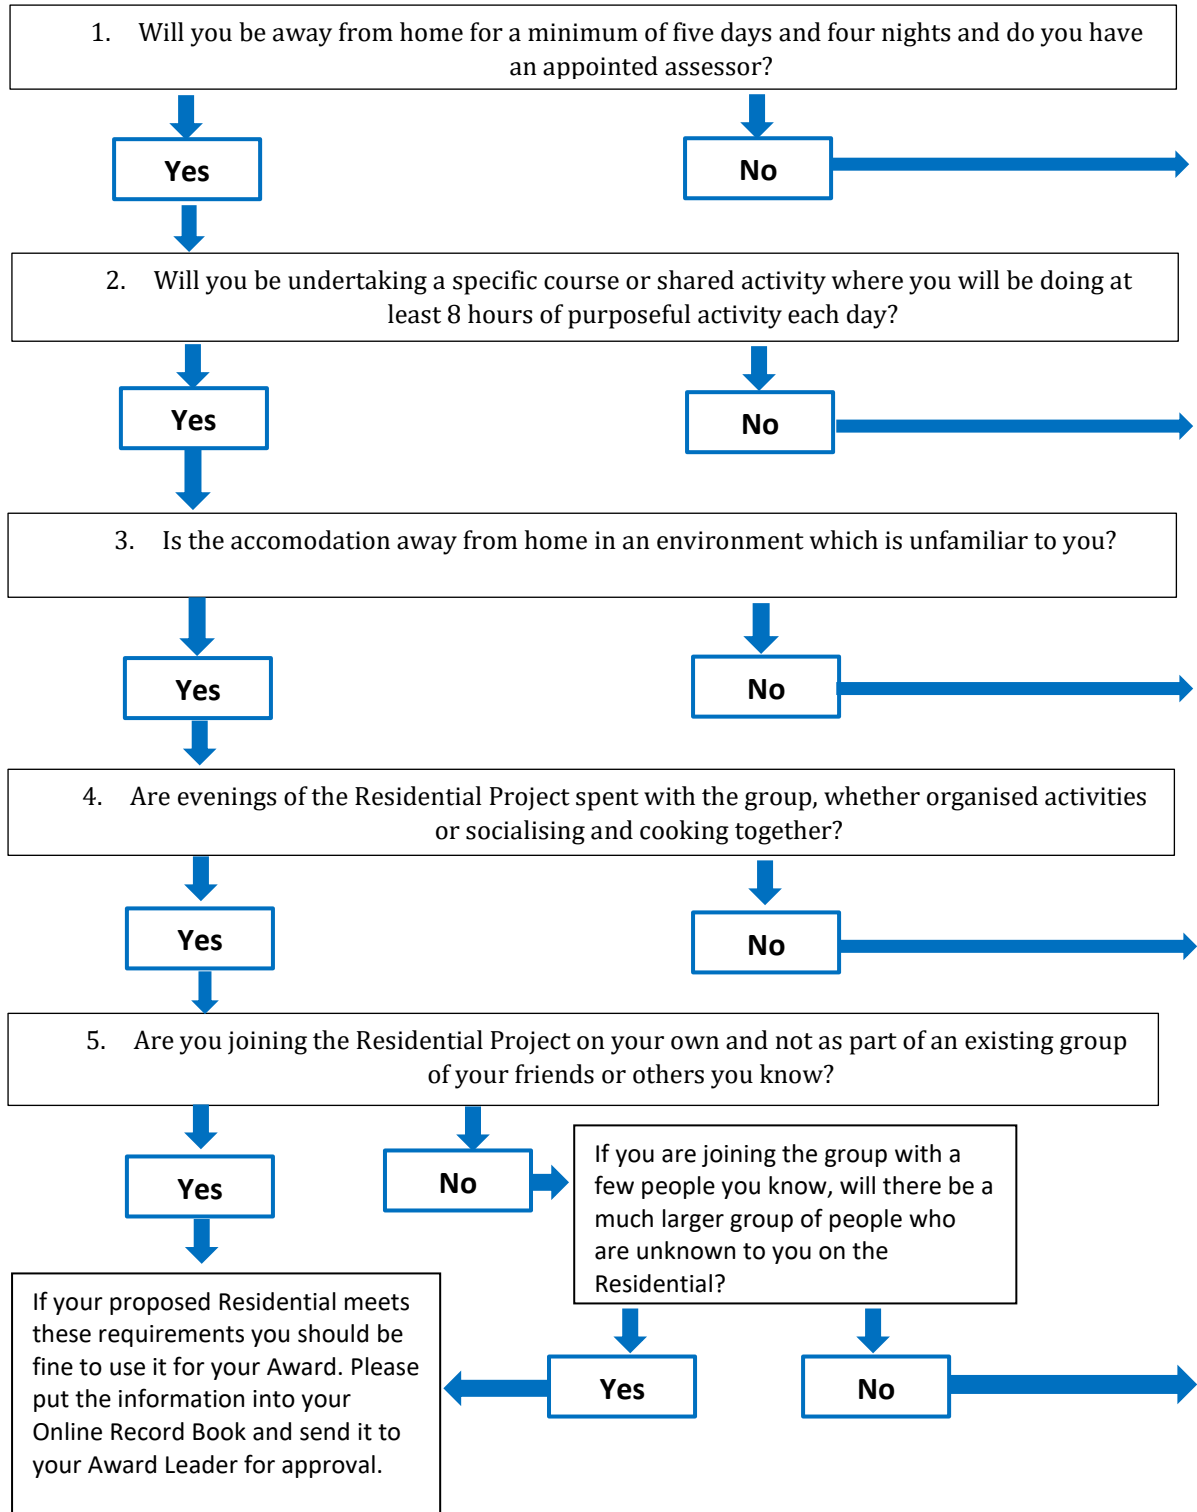 1. Will you be away from home for a minimum of five days and four nights and do you have
an appointed assessor?
Yes
No
2. Will you be undertaking a specific course or shared activity where you will be doing at
least 8 hours of purposeful activity each day?
Yes
No
3. Is the accomodation away from home in an environment which is unfamiliar to you?
Yes
No
4. Are evenings of the Residential Project spent with the group, whether organised activities
or socialising and cooking together?
Yes
No
5. Are you joining the Residential Project on your own and not as part of an existing group
of your friends or others you know?
Yes
No
If you are joining the group with a
few people you know, will there be a
much larger group of people who
are unknown to you on the
Residential?
If your proposed Residential meets
these requirements you should be
fine to use it for your Award. Please
put the information into your
Online Record Book and send it to
your Award Leader for approval.
Yes
No